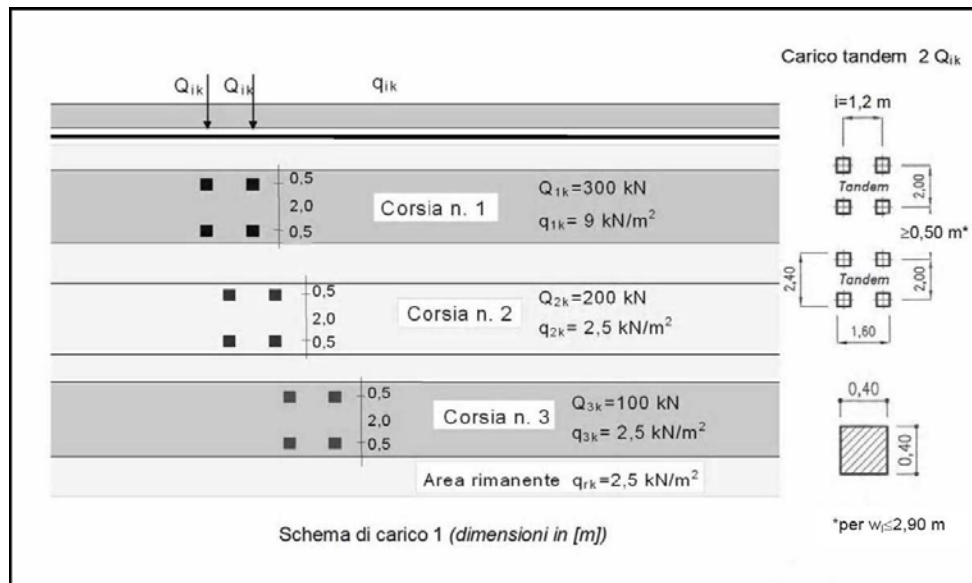 Carico tandem 2 Qik
Qik Qik qik
i=1,2 m
0,5
2,0
0,5
Corsia n. 1
Q1k=300 kN
q1k= 9 kN/m²
Tandem
2,00
≥0,50 m*
0,5
2,0
0,5
Corsia n. 2
Q2k=200 kN
q2k= 2,5 kN/m²
2,40
Tandem
2,00
1,60
0,5
2,0
0,5
Corsia n. 3
Q3k=100 kN
q3k= 2,5 kN/m²
0,40
0,40
Area rimanente qrk=2,5 kN/m²
Schema di carico 1 (dimensioni in [m])
*per wl≤2,90 m